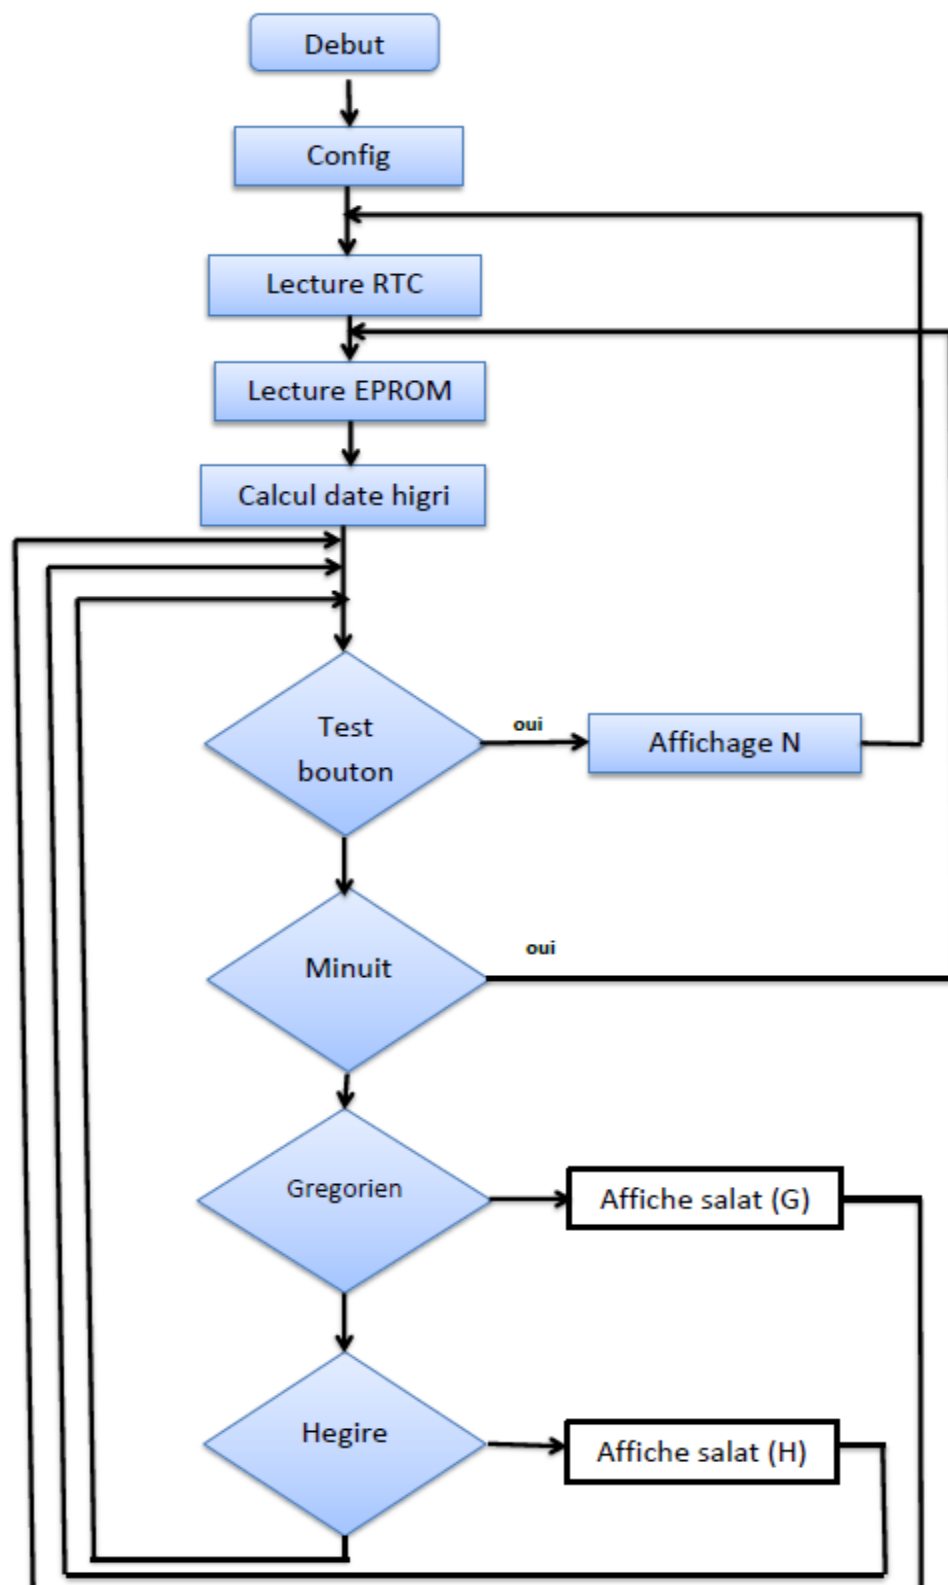 Debut
Config
Lecture RTC
Lecture EPROM
Calcul date higri
Test
bouton
oui
Affichage N
Minuit
oui
Gregorien
Affiche salat (G)
Hegire
Affiche salat (H)